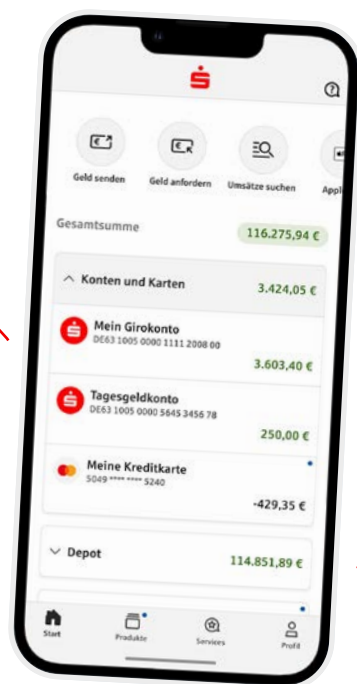 Geld senden
Geld anfordern
Umsätze suchen
Appl
Gesamtsumme
116.275,94 €
Konten und Karten
3.424,05 €
Mein Girokonto
DE63 1005 0000 1111 2008 00
3.603,40 €
Tagesgeldkonto
DE63 1005 0000 5645 3456 78
250,00 €
Meine Kreditkarte
5049 **** **** 5240
-429,35 €
Depot
114.851,89 €
Start
Produkte
Services
Profil